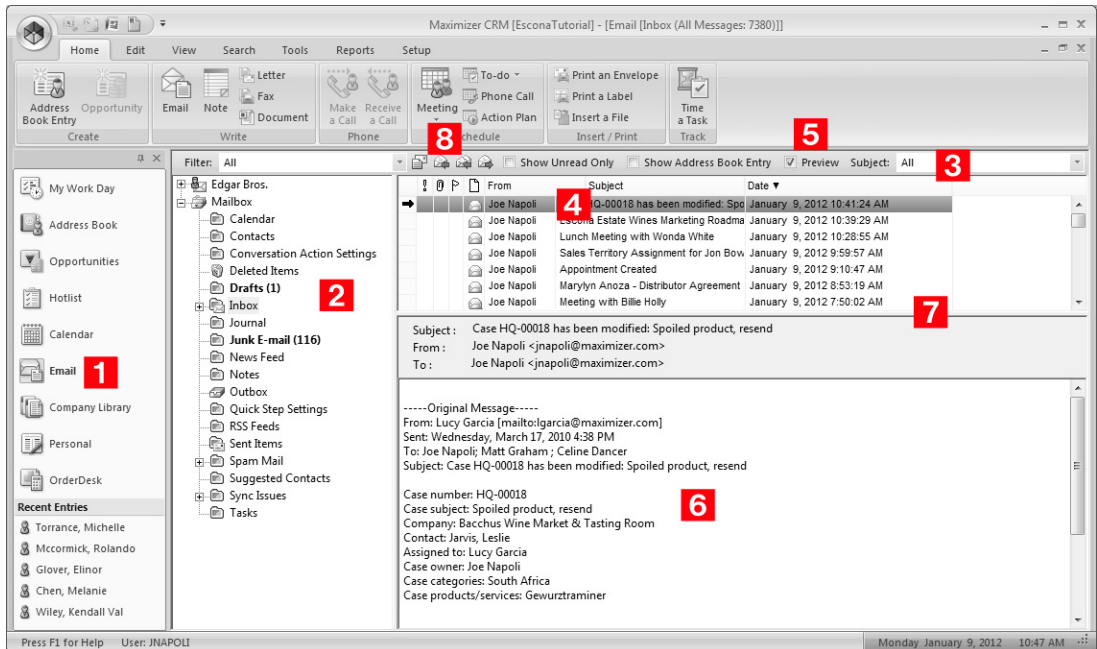 Maximizer CRM [EsconaTutorial] - [Email [Inbox (All Messages: 7380)]]
Home Edit View Search Tools Reports Setup
Address Book Entry
Opportunity
Create
Email
Note
Letter
Fax
Document
Write
Make a Call
Receive a Call
Phone
Meeting
To-do
Phone Call
Action Plan
8
hedule
Print an Envelope
Print a Label
Insert a File
Insert / Print
Time a Task
Track
5
My Work Day
Address Book
Opportunities
Hotlist
Calendar
Email
1
Company Library
Personal
OrderDesk
Recent Entries
Torrance, Michelle
Mccormick, Rolando
Glover, Elinor
Chen, Melanie
Wiley, Kendall Val
Filter: All
Show Unread Only Show Address Book Entry Preview Subject: All
3
Edgar Bros.
Mailbox
Calendar
Contacts
Conversation Action Settings
Deleted Items
Drafts (1)
2
Inbox
Journal
Junk E-mail (116)
News Feed
Notes
Outbox
Quick Step Settings
RSS Feeds
Sent Items
Spam Mail
Suggested Contacts
Sync Issues
Tasks
! From Subject Date ▼
4
Joe Napoli HQ-00018 has been modified: Spo January 9, 2012 10:41:24 AM
Joe Napoli Escona Estate Wines Marketing Roadma January 9, 2012 10:39:29 AM
Joe Napoli Lunch Meeting with Wonda White January 9, 2012 10:28:55 AM
Joe Napoli Sales Territory Assignment for Jon Bow January 9, 2012 9:59:57 AM
Joe Napoli Appointment Created January 9, 2012 9:10:47 AM
Joe Napoli Marylyn Anoza - Distributor Agreement January 9, 2012 8:53:19 AM
Joe Napoli Meeting with Billie Holly January 9, 2012 7:50:02 AM
7
Subject : Case HQ-00018 has been modified: Spoiled product, resend
From : Joe Napoli <jnapoli@maximizer.com>
To : Joe Napoli <jnapoli@maximizer.com>
-----Original Message-----
From: Lucy Garcia [mailto:lgarcia@maximizer.com]
Sent: Wednesday, March 17, 2010 4:38 PM
To: Joe Napoli; Matt Graham ; Celine Dancer
Subject: Case HQ-00018 has been modified: Spoiled product, resend
Case number: HQ-00018
6
Case subject: Spoiled product, resend
Company: Bacchus Wine Market & Tasting Room
Contact: Jarvis, Leslie
Assigned to: Lucy Garcia
Case owner: Joe Napoli
Case categories: South Africa
Case products/services: Gewurztraminer
Press F1 for Help User: JNAPOLI
Monday January 9, 2012 10:47 AM